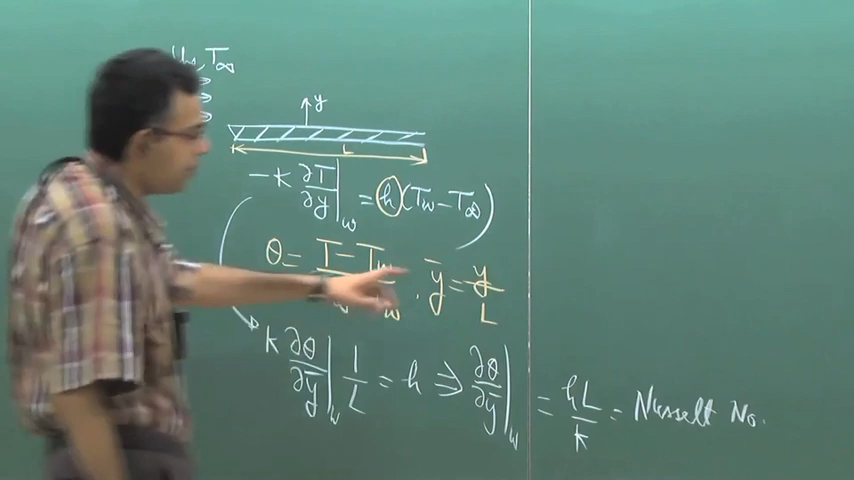 T∞
y
L
-k ∂T/∂y|w = h (Tw - T∞)
θ = T - Tw / w . ȳ = y/L
k ∂θ/∂ȳ|w 1/L = h ⇒ ∂θ/∂ȳ|w = hL/k = Nusselt No.